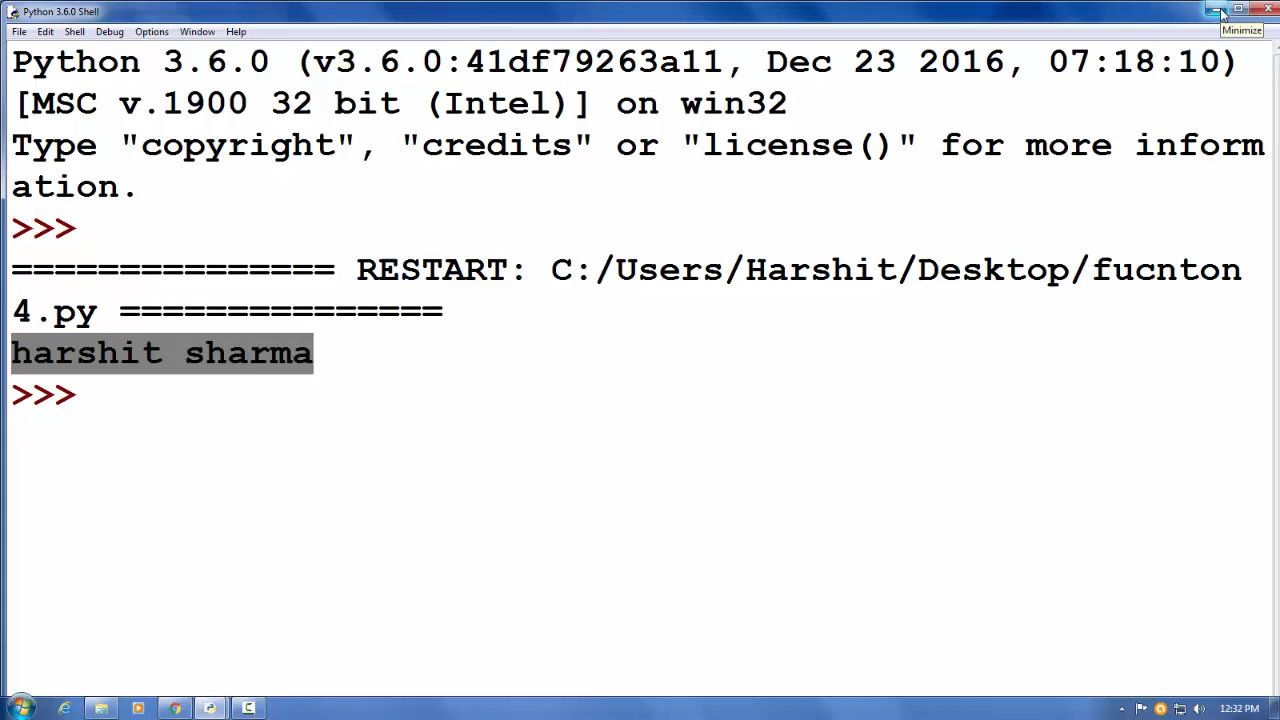 Python 3.6.0 Shell
File Edit Shell Debug Options Window Help
Minimize
Python 3.6.0 (v3.6.0:41df79263a11, Dec 23 2016, 07:18:10)
[MSC v.1900 32 bit (Intel)] on win32
Type "copyright", "credits" or "license()" for more inform
ation.
>>>
=============== RESTART: C:/Users/Harshit/Desktop/fucnton
4.py ===============
harshit sharma
>>>
12:32 PM